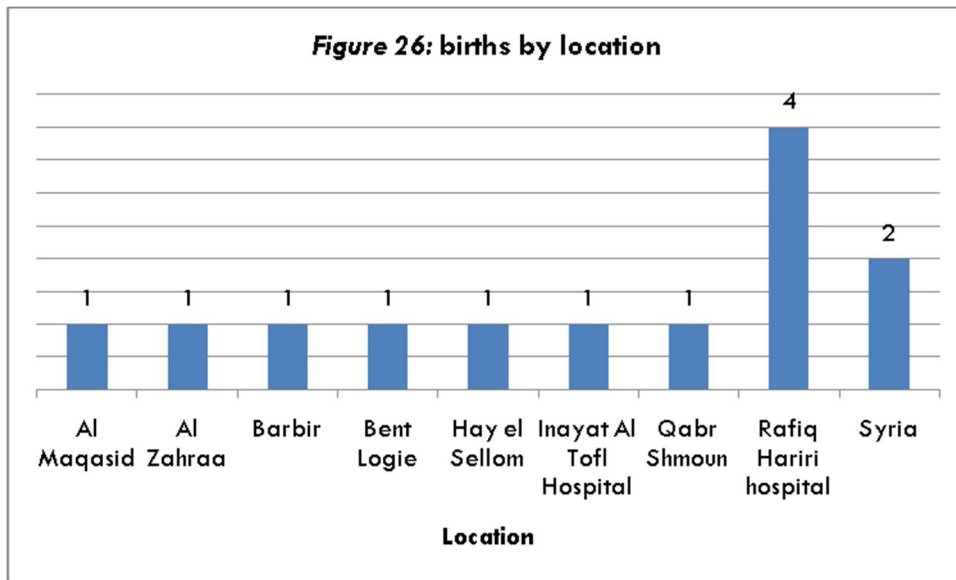 Figure 26: births by location
4
2
1 1 1 1 1 1 1
Al Maqasid
Al Zahraa
Barbir
Bent Logie
Hay el Sellom
Inayat Al Tofl Hospital
Qabr Shmoun
Rafiq Hariri hospital
Syria
Location